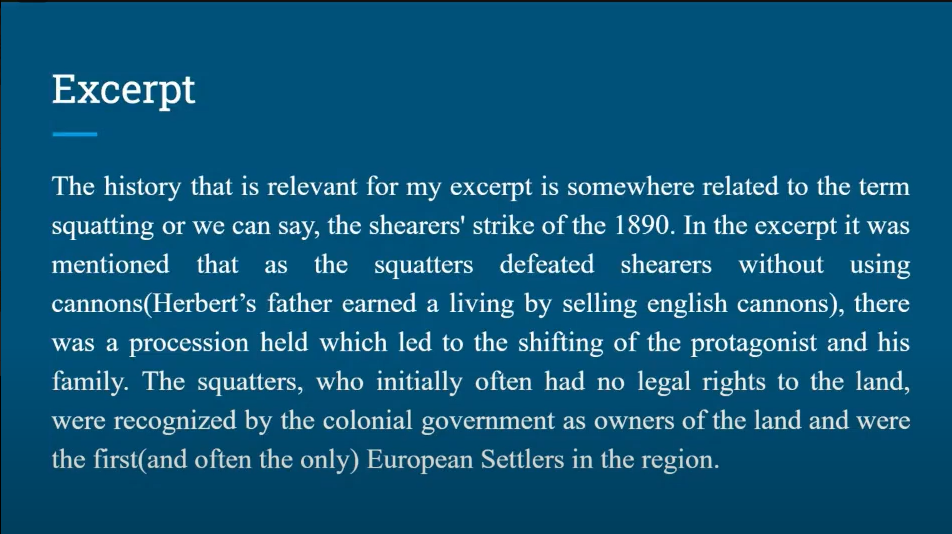 Excerpt
The history that is relevant for my excerpt is somewhere related to the term
squatting or we can say, the shearers' strike of the 1890. In the excerpt it was
mentioned that as the squatters defeated shearers without using
cannons(Herbert’s father earned a living by selling english cannons), there
was a procession held which led to the shifting of the protagonist and his
family. The squatters, who initially often had no legal rights to the land,
were recognized by the colonial government as owners of the land and were
the first(and often the only) European Settlers in the region.